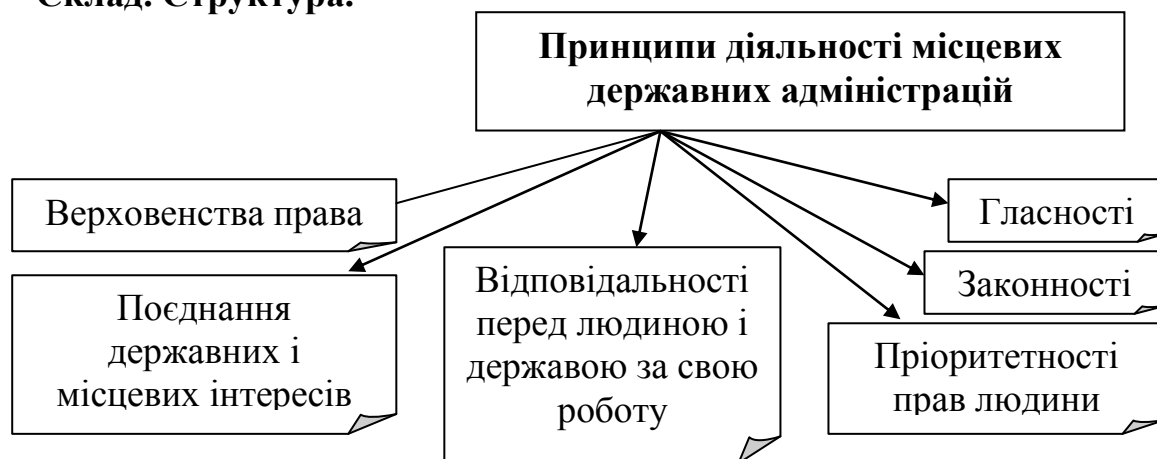 Склад. Структура.
Принципи діяльності місцевих
державних адміністрацій
Верховенства права
Гласності
Поєднання
державних і
місцевих інтересів
Відповідальності
перед людиною і
державою за свою
роботу
Законності
Пріоритетності
прав людини